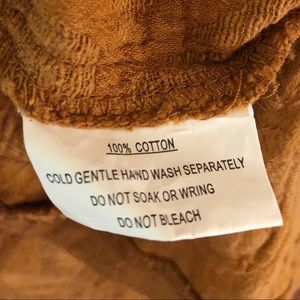 100% COTTON
COLD GENTLE HAND WASH SEPARATELY
DO NOT SOAK OR WRING
DO NOT BLEACH